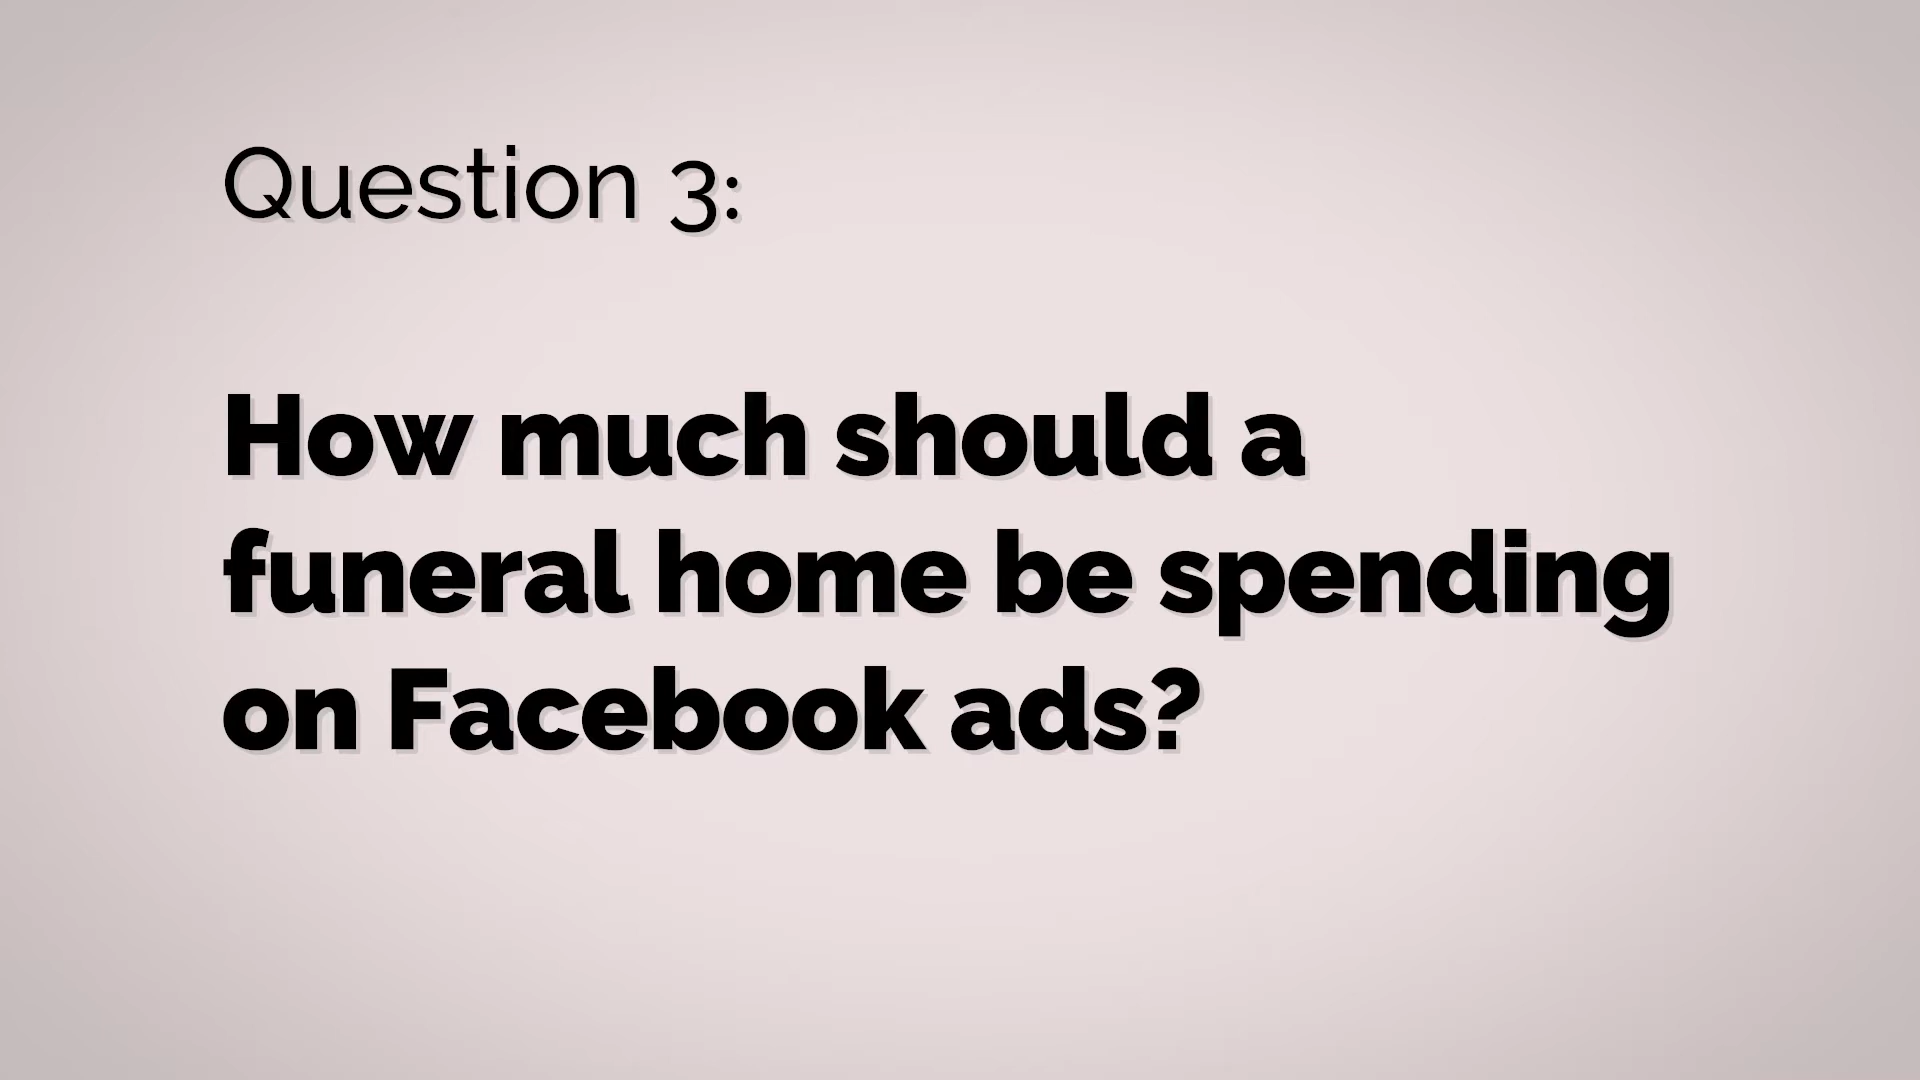 Question 3:
How much should a
funeral home be spending
on Facebook ads?